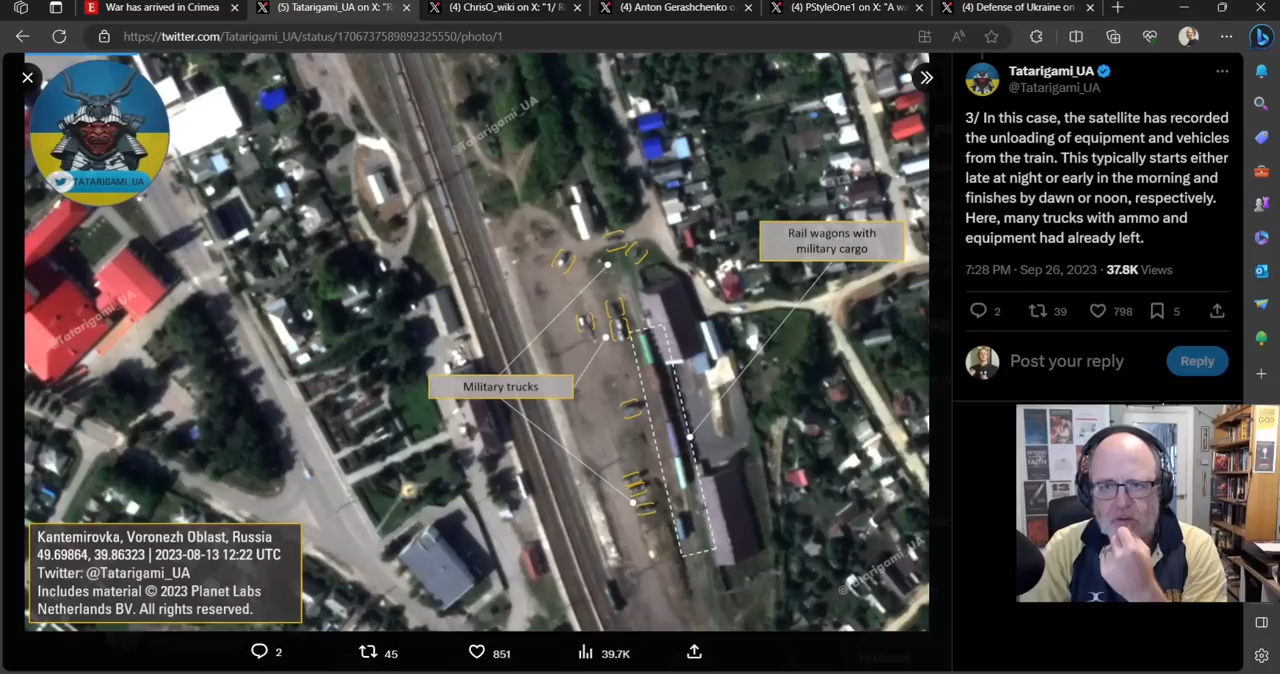 War has arrived in Crimea
(5) Tatarigami_UA on X: "R
(4) ChrisO_wiki on X: "1/ R
(4) Anton Gerashchenko o
(4) PStyleOne1 on X: "A wa
(4) Defense of Ukraine on
https://twitter.com/Tatarigami_UA/status/1706737589892325550/photo/1
TATARIGAMI_UA
@Tatarigami_UA
@Tatarigami_UA
@Tatarigami_UA
Rail wagons with
military cargo
Military trucks
Kantemirovka, Voronezh Oblast, Russia
49.69864, 39.86323 | 2023-08-13 12:22 UTC
Twitter: @Tatarigami_UA
Includes material © 2023 Planet Labs
Netherlands BV. All rights reserved.
2
45
851
39.7K
Tatarigami_UA
@Tatarigami_UA
3/ In this case, the satellite has recorded
the unloading of equipment and vehicles
from the train. This typically starts either
late at night or early in the morning and
finishes by dawn or noon, respectively.
Here, many trucks with ammo and
equipment had already left.
7:28 PM · Sep 26, 2023 · 37.8K Views
2
39
798
5
Post your reply
Reply
FAITH
GOD